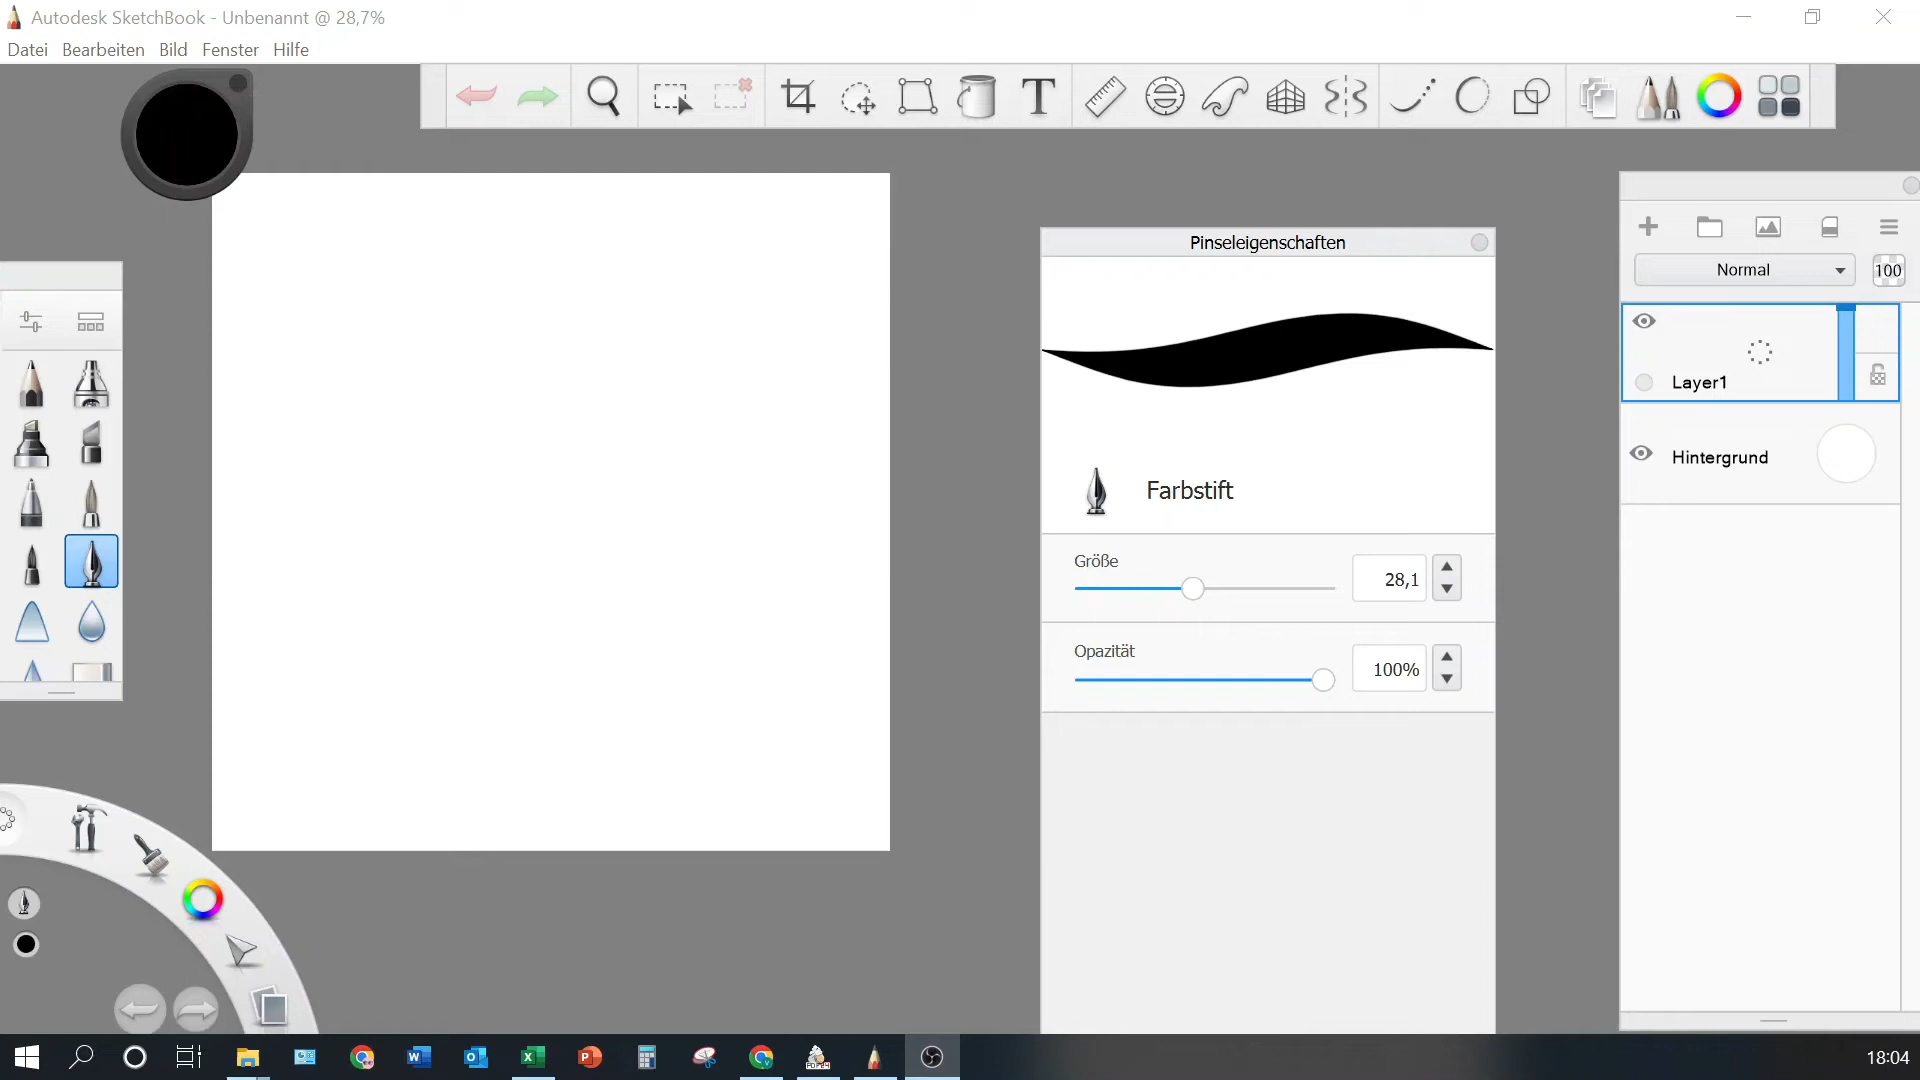 Autodesk SketchBook - Unbenannt @ 28,7%
Datei Bearbeiten Bild Fenster Hilfe
T
Pinseleigenschaften
Normal 100
Layer1
Hintergrund
Farbstift
Größe
28,1
Opazität
100%
18:04